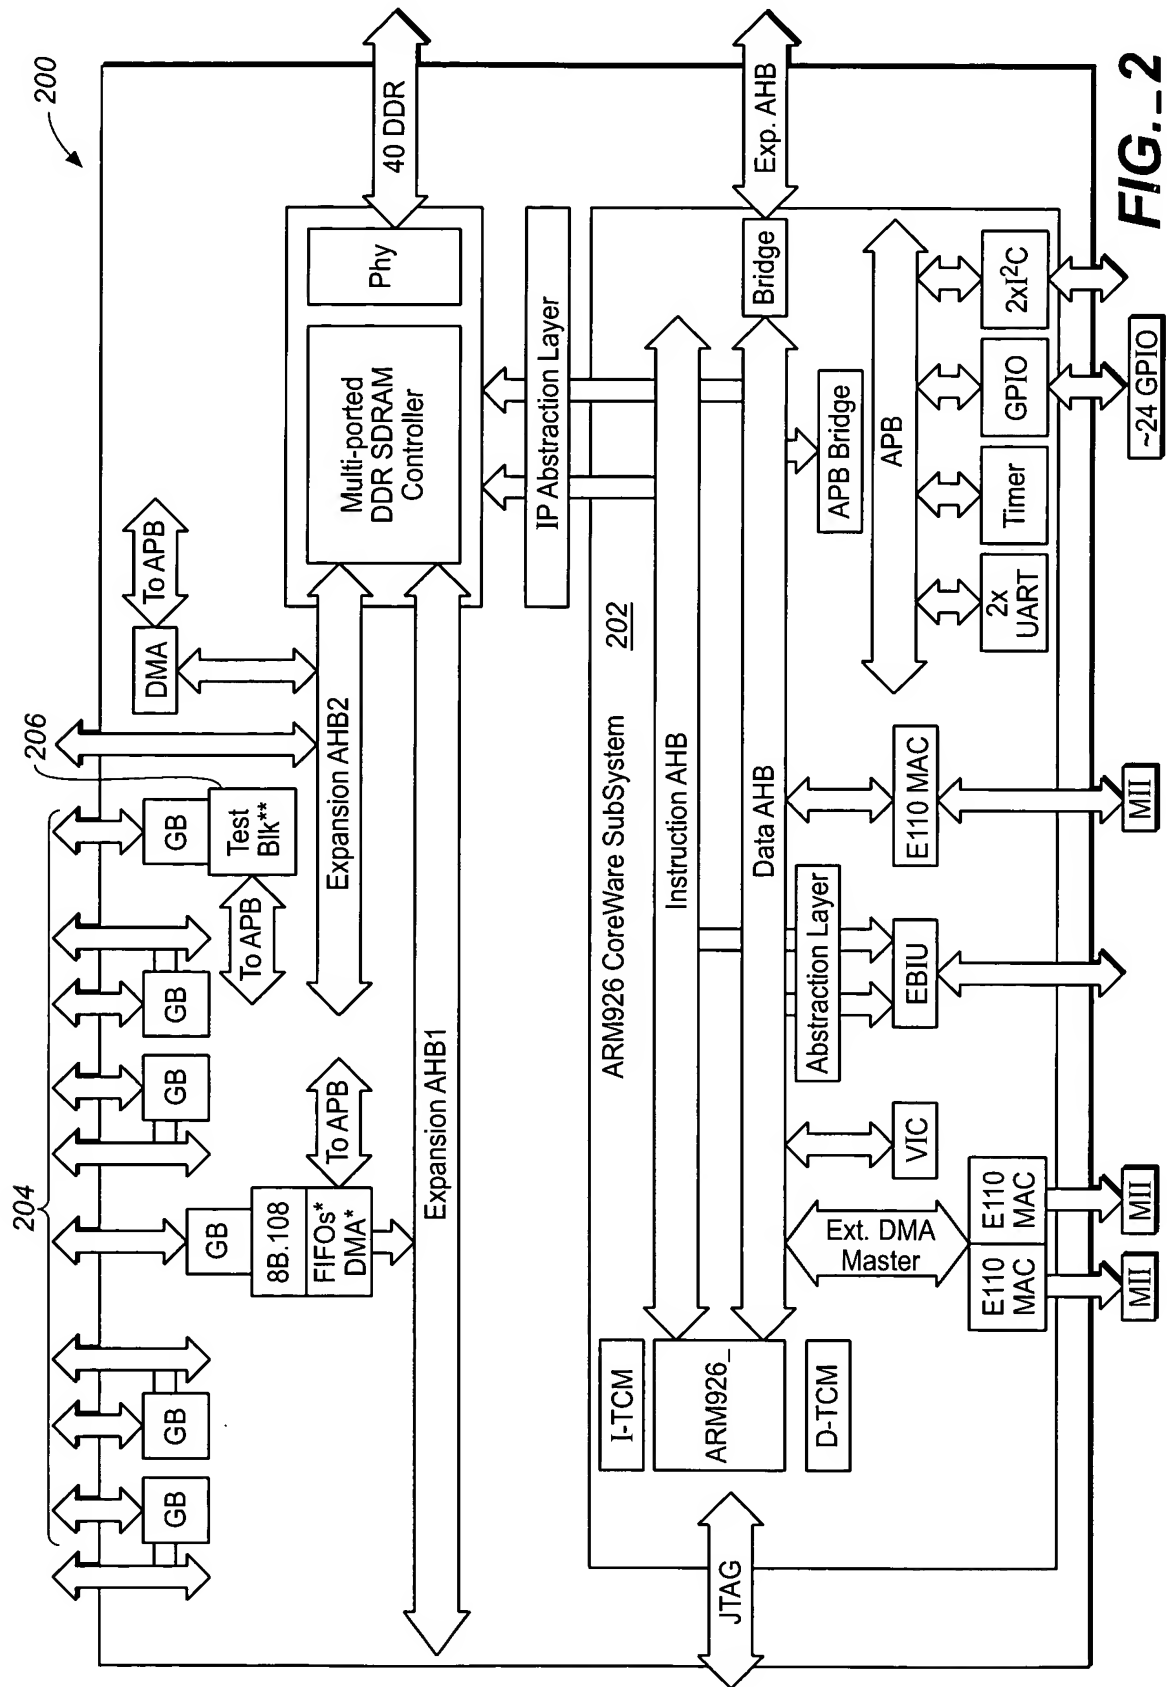 200
204
206
GB
GB
GB
8B.108
FIFOs*
DMA*
To APB
GB
GB
To APB
GB
Test
Blk**
DMA
To APB
Expansion AHB2
Expansion AHB1
Multi-ported
DDR SDRAM
Controller
Phy
40 DDR
IP Abstraction Layer
ARM926 CoreWare SubSystem
202
I-TCM
ARM926_
D-TCM
JTAG
Instruction AHB
Data AHB
Bridge
Exp. AHB
Ext. DMA
Master
VIC
Abstraction Layer
EBIU
E110 MAC
APB Bridge
APB
E110
MAC
E110
MAC
2x
UART
Timer
GPIO
2xI²C
MII
MII
MII
~24 GPIO
FIG._2